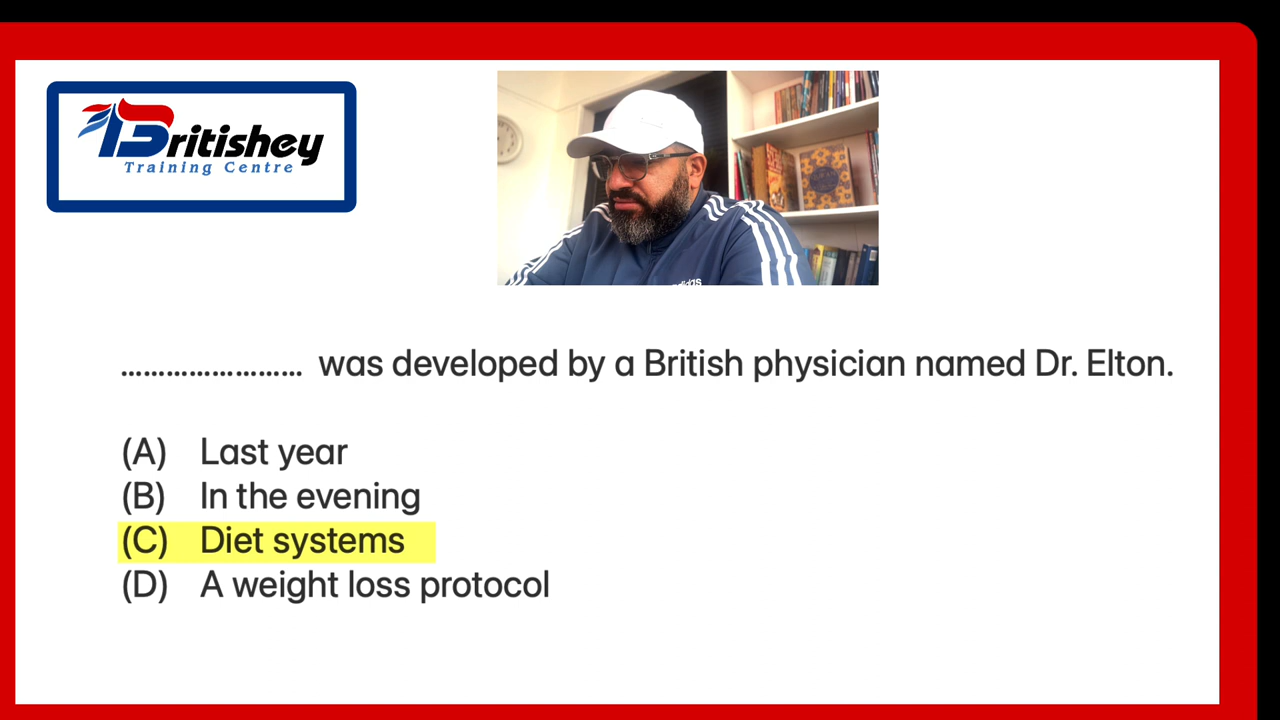 Britishey
Training Centre
adidas
........................ was developed by a British physician named Dr. Elton.
(A) Last year
(B) In the evening
(C) Diet systems
(D) A weight loss protocol